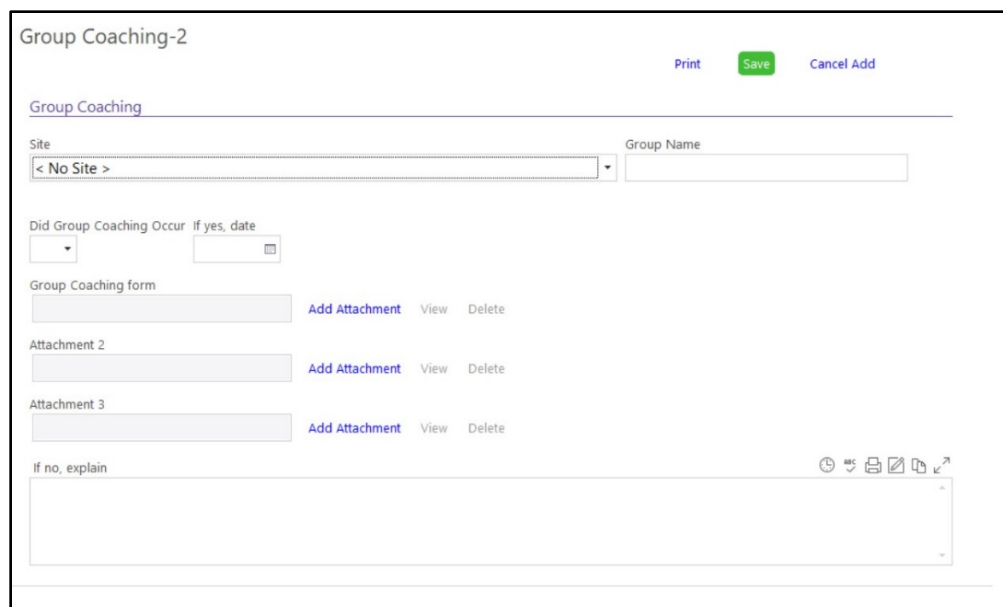 Group Coaching-2
Print Save Cancel Add
Group Coaching
Site Group Name
< No Site >
Did Group Coaching Occur If yes, date
Group Coaching form
Add Attachment View Delete
Attachment 2
Add Attachment View Delete
Attachment 3
Add Attachment View Delete
If no, explain ABC